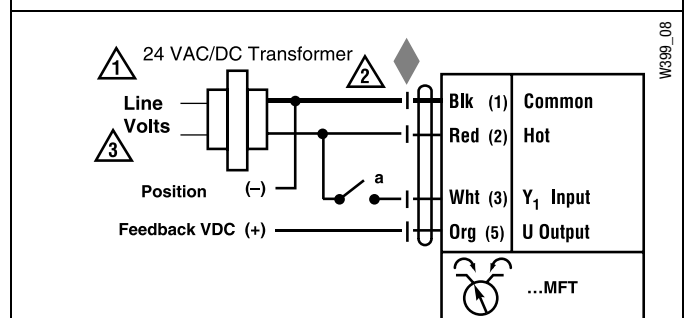 W399_08
1 24 VAC/DC Transformer
2
Line
Volts
3
Blk (1) Common
Red (2) Hot
a
Position (–)
Wht (3) Y₁ Input
Feedback VDC (+)
Org (5) U Output
...MFT